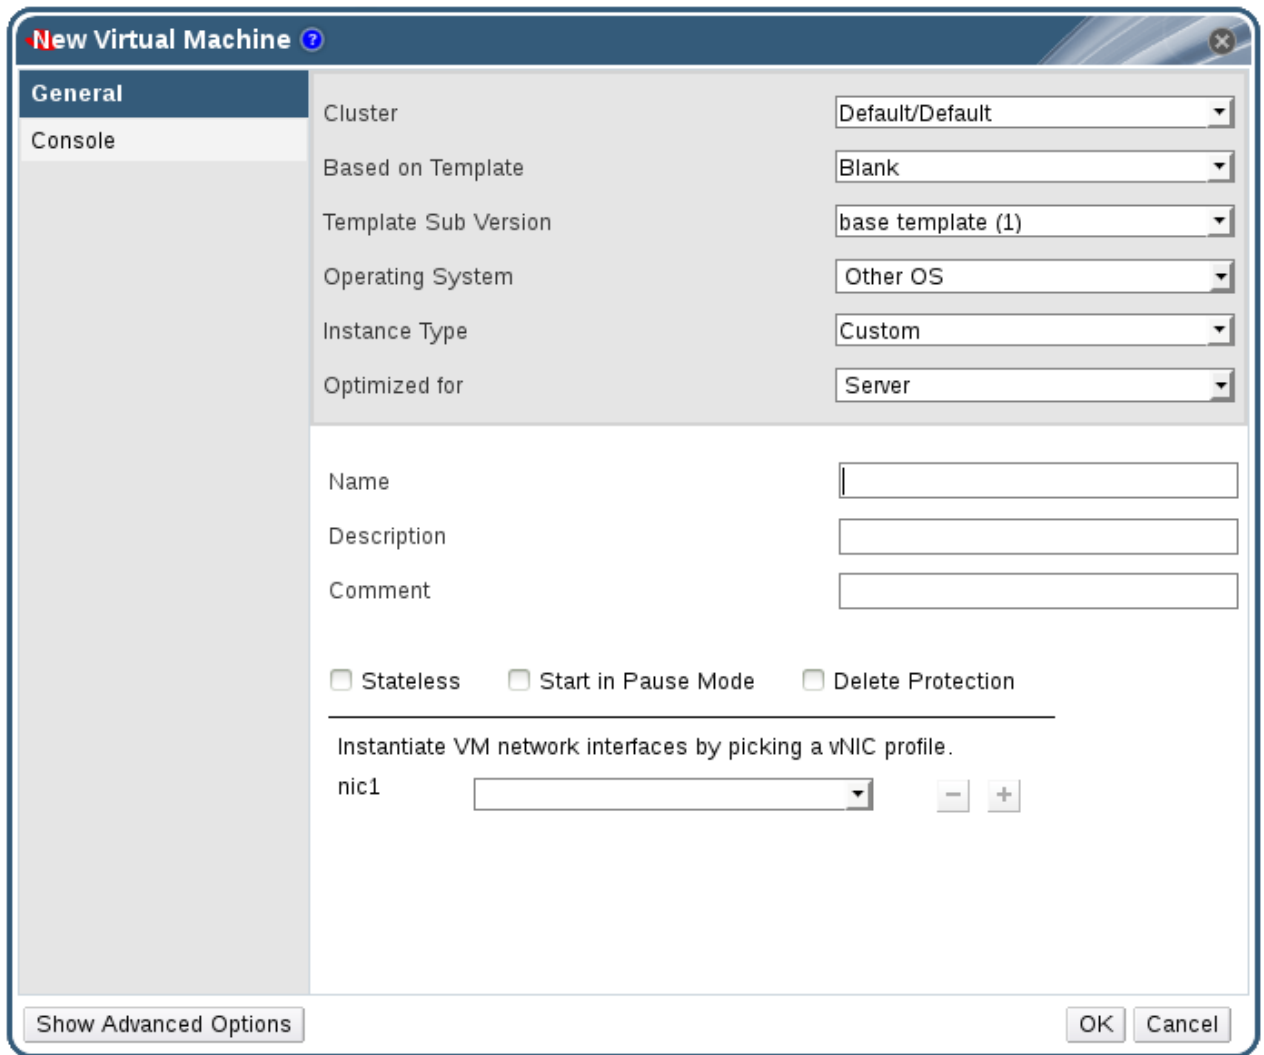 New Virtual Machine ?
General
Console
Cluster Default/Default
Based on Template Blank
Template Sub Version base template (1)
Operating System Other OS
Instance Type Custom
Optimized for Server
Name
Description
Comment
Stateless Start in Pause Mode Delete Protection
Instantiate VM network interfaces by picking a vNIC profile.
nic1
Show Advanced Options OK Cancel